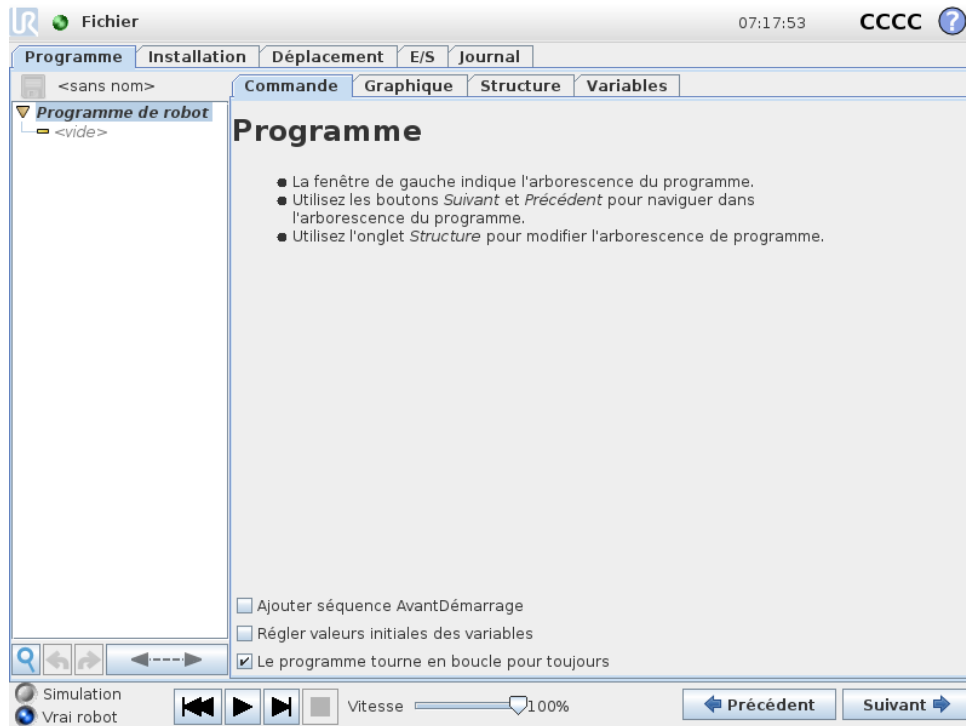 UR Fichier 07:17:53 CCCC ?
Programme Installation Déplacement E/S Journal
<sans nom> Commande Graphique Structure Variables
Programme de robot
<vide>
Programme
La fenêtre de gauche indique l'arborescence du programme.
Utilisez les boutons Suivant et Précédent pour naviguer dans
l'arborescence du programme.
Utilisez l'onglet Structure pour modifier l'arborescence de programme.
Ajouter séquence AvantDémarrage
Régler valeurs initiales des variables
Le programme tourne en boucle pour toujours
Simulation
Vrai robot
Vitesse 100% Précédent Suivant